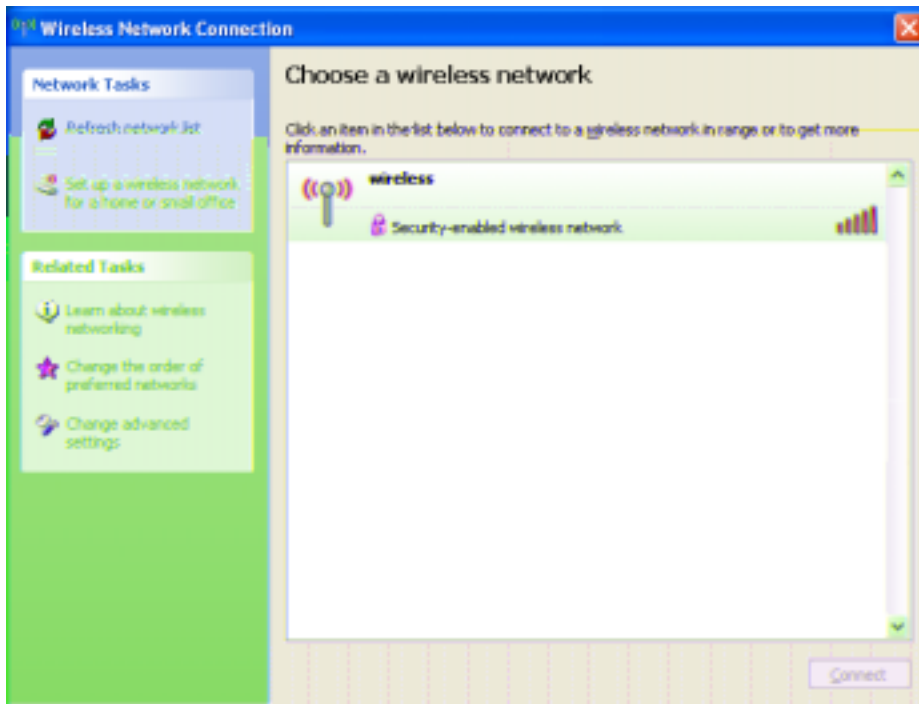 Wireless Network Connection
Network Tasks
Refresh network list
Set up a wireless network
for a home or small office
Related Tasks
Learn about wireless
networking
Change the order of
preferred networks
Change advanced
settings
Choose a wireless network
Click an item in the list below to connect to a wireless network in range or to get more
information.
wireless
Security-enabled wireless network
Connect